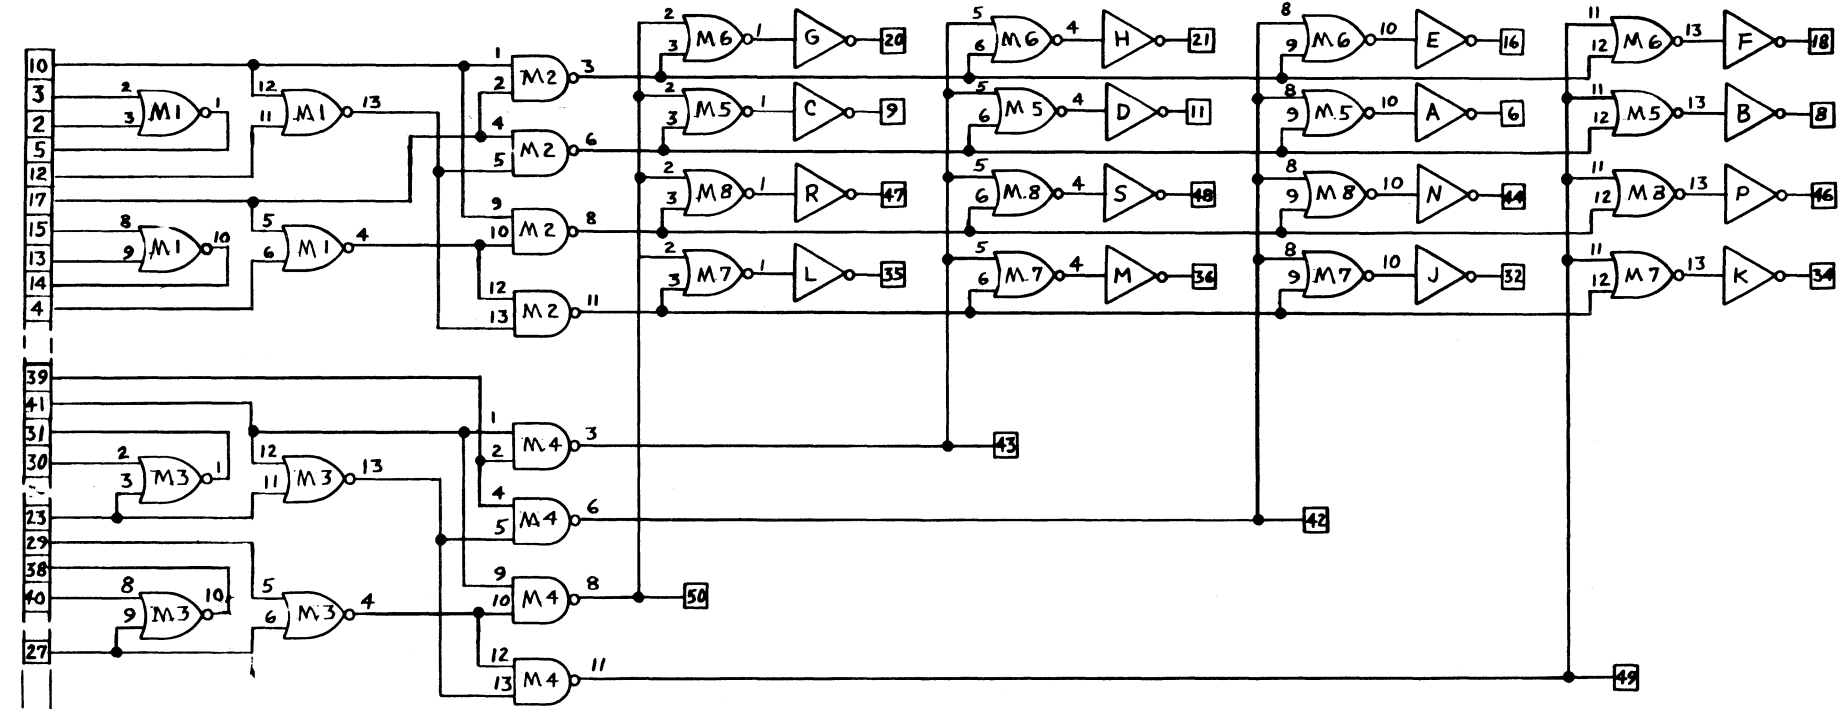 2 1 G 20 5 4 H 21 8 10 E 16 11 13 F 18
M6 M6 M6 M6
3 6 9 12
10 1 M2 3
3 2 1 12 13 2
M1 M1
2 3 11
2 1 C 9 5 4 D 11 8 10 A 6 11 13 B 8
M5 M5 M5 M5
3 6 9 12
5 4 M2 6
12 5
17
2 1 R 47 5 4 S 48 8 10 N 44 11 13 P 46
M8 M8 M8 M8
3 6 9 12
15 8 10 5 4 9 M2 8
M1 M1 10
13 9 6
2 1 L 35 5 4 M 36 8 10 J 32 11 13 K 34
M7 M7 M7 M7
3 6 9 12
14
4 12 M2 11
13
39
41 1 M4 3 43
31 2
30 2 1 12 13
M3 M3
3 11
23 4 M4 6 42
5
29
38 9 M4 8 50
40 8 10 5 4 10
M3 M3
9 6
27 12 M4 11 49
13